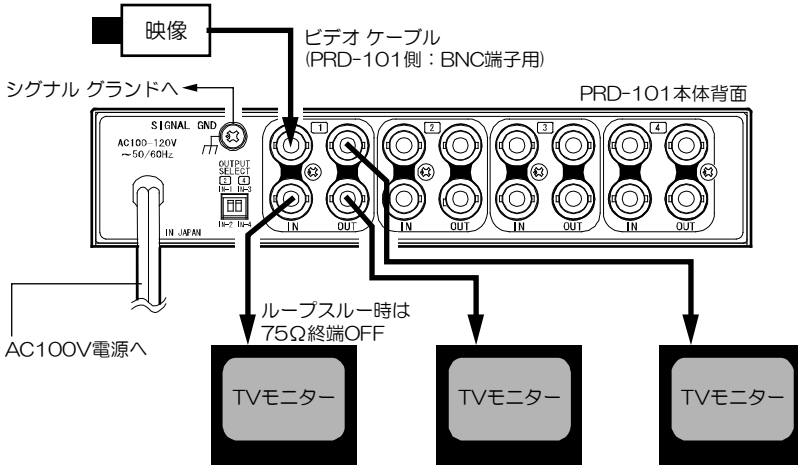 映像
ビデオ ケーブル
(PRD-101側：BNC端子用)
シグナル グランドへ
PRD-101本体背面
SIGNAL GND
AC100-120V
～50/60Hz
OUTPUT
SELECT
2 4
IN-1 IN-3
IN-2 IN-4
IN JAPAN
1
2
3
4
IN OUT
IN OUT
IN OUT
IN OUT
ループスルー時は
75Ω終端OFF
AC100V電源へ
TVモニター
TVモニター
TVモニター